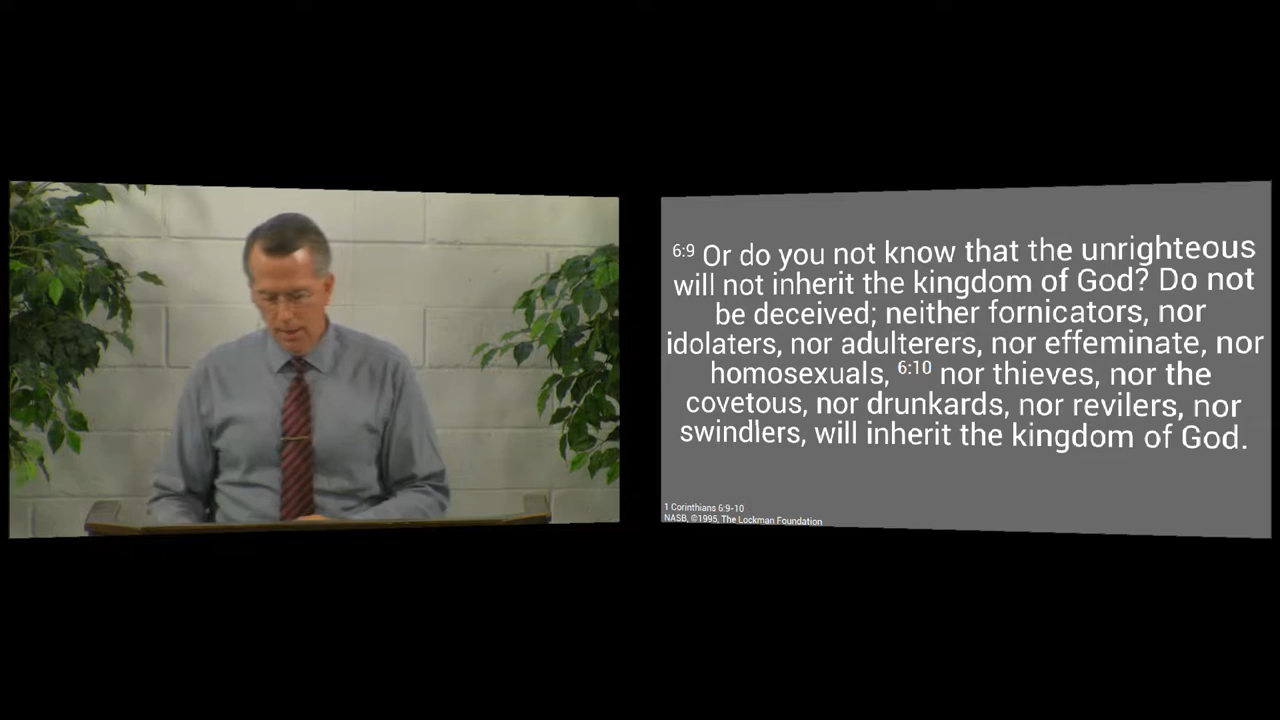 6:9 Or do you not know that the unrighteous
will not inherit the kingdom of God? Do not
be deceived; neither fornicators, nor
idolaters, nor adulterers, nor effeminate, nor
homosexuals, 6:10 nor thieves, nor the
covetous, nor drunkards, nor revilers, nor
swindlers, will inherit the kingdom of God.
1 Corinthians 6:9-10
NASB, ©1995, The Lockman Foundation